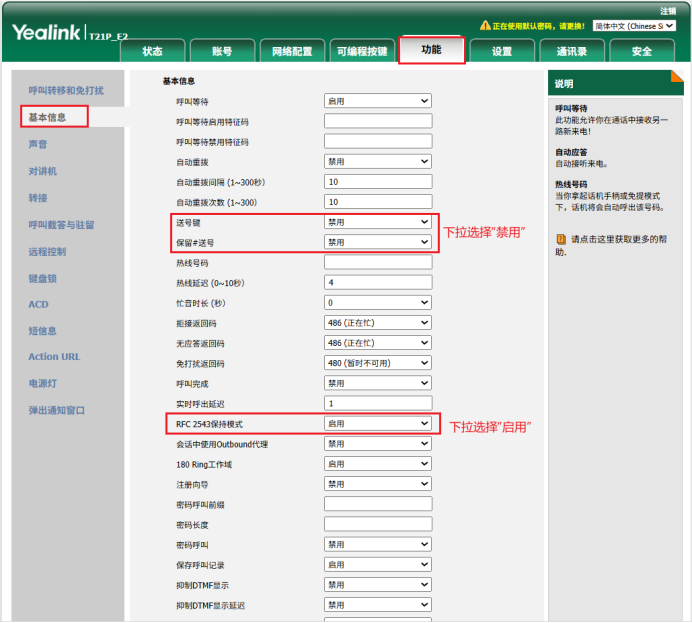 注销
Yealink T21P_E2
正在使用默认密码，请更换! 简体中文 (Chinese S
状态 账号 网络配置 可编程按键 功能 设置 通讯录 安全
呼叫转移和免打扰
基本信息
声音
对讲机
转接
呼叫截答与驻留
远程控制
键盘锁
ACD
短信息
Action URL
电源灯
弹出通知窗口
基本信息
呼叫等待 启用
呼叫等待启用特征码
呼叫等待禁用特征码
自动重拨 禁用
自动重拨间隔 (1~300秒) 10
自动重拨次数 (1~300) 10
送号键 禁用
保留#送号 禁用
下拉选择"禁用"
热线号码
热线延迟 (0~10秒) 4
忙音时长 (秒) 0
拒接返回码 486 (正在忙)
无应答返回码 486 (正在忙)
免打扰返回码 480 (暂时不可用)
呼叫完成 禁用
实时呼出延迟 1
RFC 2543保持模式 启用
下拉选择"启用"
会话中使用Outbound代理 禁用
180 Ring工作域 启用
注册向导 禁用
密码呼叫前缀
密码长度
密码呼叫 禁用
保存呼叫记录 启用
抑制DTMF显示 禁用
抑制DTMF显示延迟 禁用
说明
呼叫等待
此功能允许你在通话中接收另一
路新来电!
自动应答
自动接听来电。
热线号码
当你拿起话机手柄或免提模式
下，话机将会自动呼出该号码。
请点击这里获取更多的帮
助.